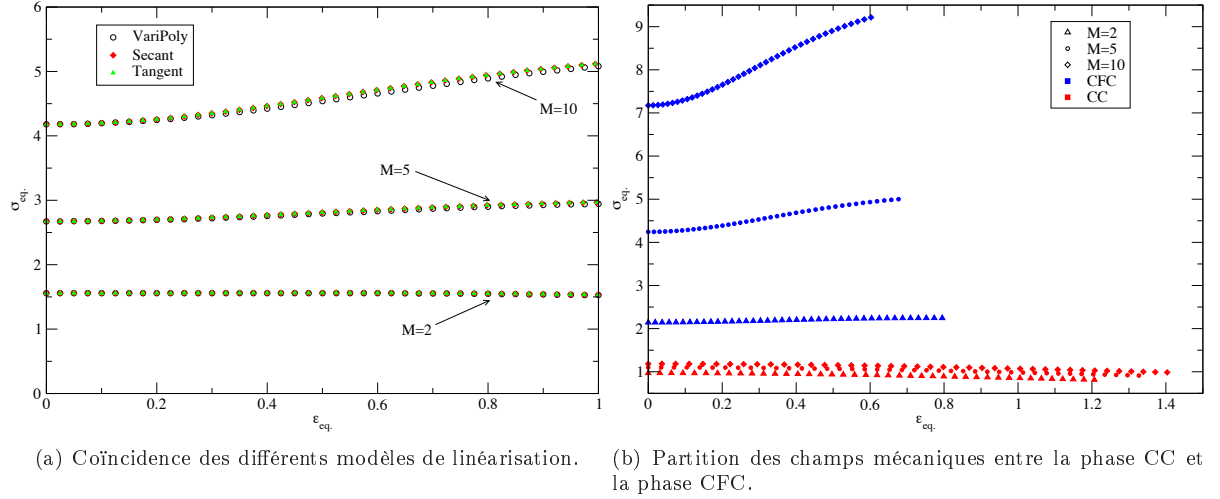 6
5
4
3
2
1
0
0
0.2
0.4
0.6
0.8
1
σeq.
εeq.
VariPoly
Secant
Tangent
M=10
M=5
M=2
9
8
7
6
5
4
3
2
1
0
0.2
0.4
0.6
0.8
1
1.2
1.4
σeq.
εeq.
M=2
M=5
M=10
CFC
CC
(a) Coïncidence des différents modèles de linéarisation.
(b) Partition des champs mécaniques entre la phase CC et
la phase CFC.